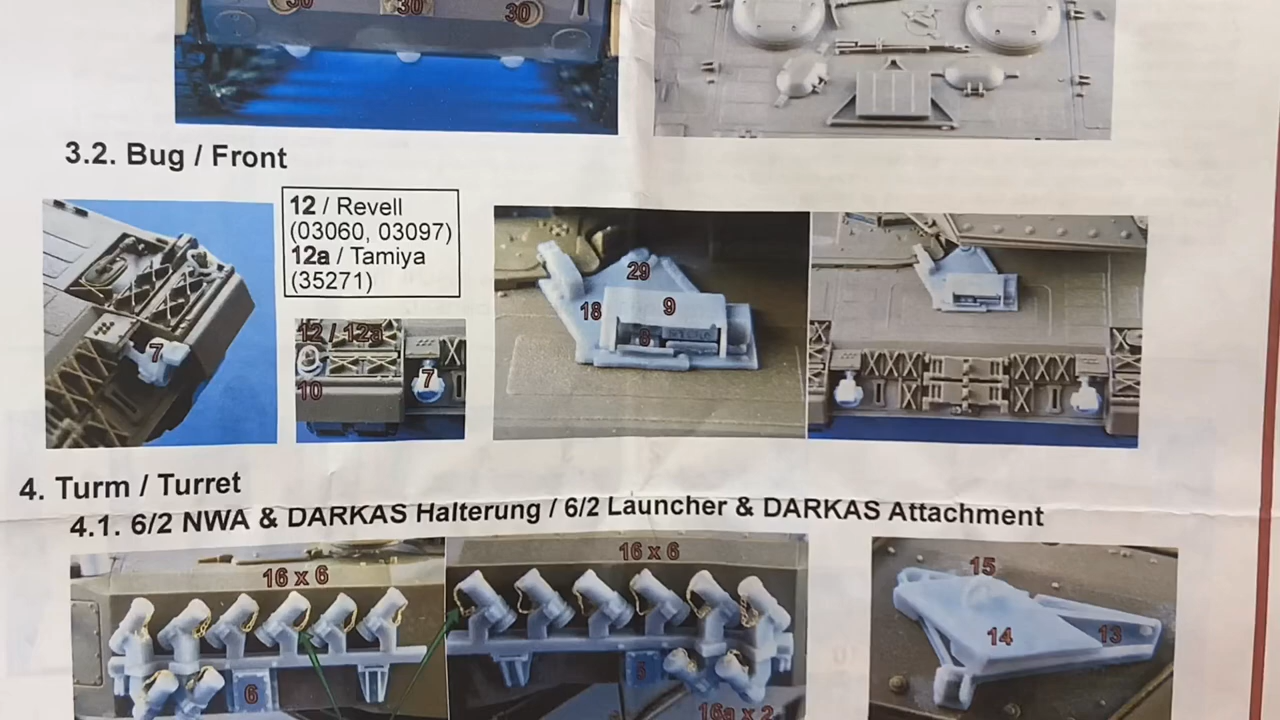 30
30
30
3.2. Bug / Front
12 / Revell
(03060, 03097)
12a / Tamiya
(35271)
7
12 / 12a
10
7
29
18
9
8
4. Turm / Turret
4.1. 6/2 NWA & DARKAS Halterung / 6/2 Launcher & DARKAS Attachment
16 x 6
6
16 x 6
5
16a x 2
15
14
13